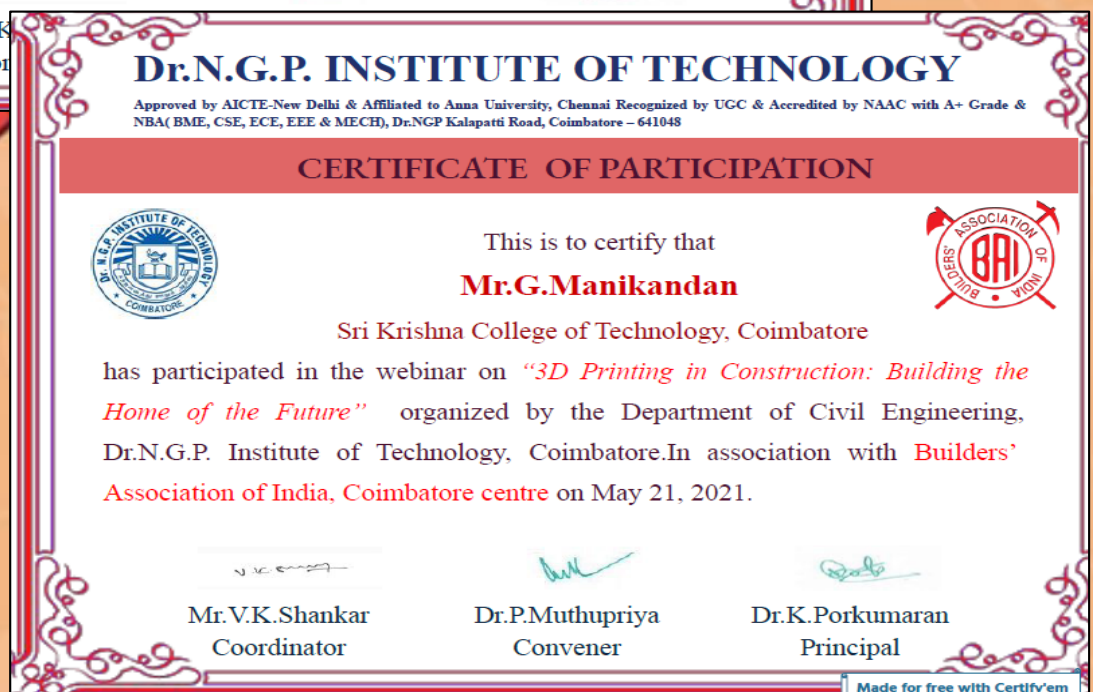 K
or
Dr.N.G.P. INSTITUTE OF TECHNOLOGY
Approved by AICTE-New Delhi & Affiliated to Anna University, Chennai Recognized by UGC & Accredited by NAAC with A+ Grade &
NBA( BME, CSE, ECE, EEE & MECH), Dr.NGP Kalapatti Road, Coimbatore – 641048
CERTIFICATE OF PARTICIPATION
Dr. N.G.P. INSTITUTE OF TECHNOLOGY
COIMBATORE
BUILDERS' ASSOCIATION OF INDIA
BAI
This is to certify that
Mr.G.Manikandan
Sri Krishna College of Technology, Coimbatore
has participated in the webinar on “3D Printing in Construction: Building the
Home of the Future” organized by the Department of Civil Engineering,
Dr.N.G.P. Institute of Technology, Coimbatore.In association with Builders’
Association of India, Coimbatore centre on May 21, 2021.
Mr.V.K.Shankar
Coordinator
Dr.P.Muthupriya
Convener
Dr.K.Porkumaran
Principal
Made for free with Certify'em